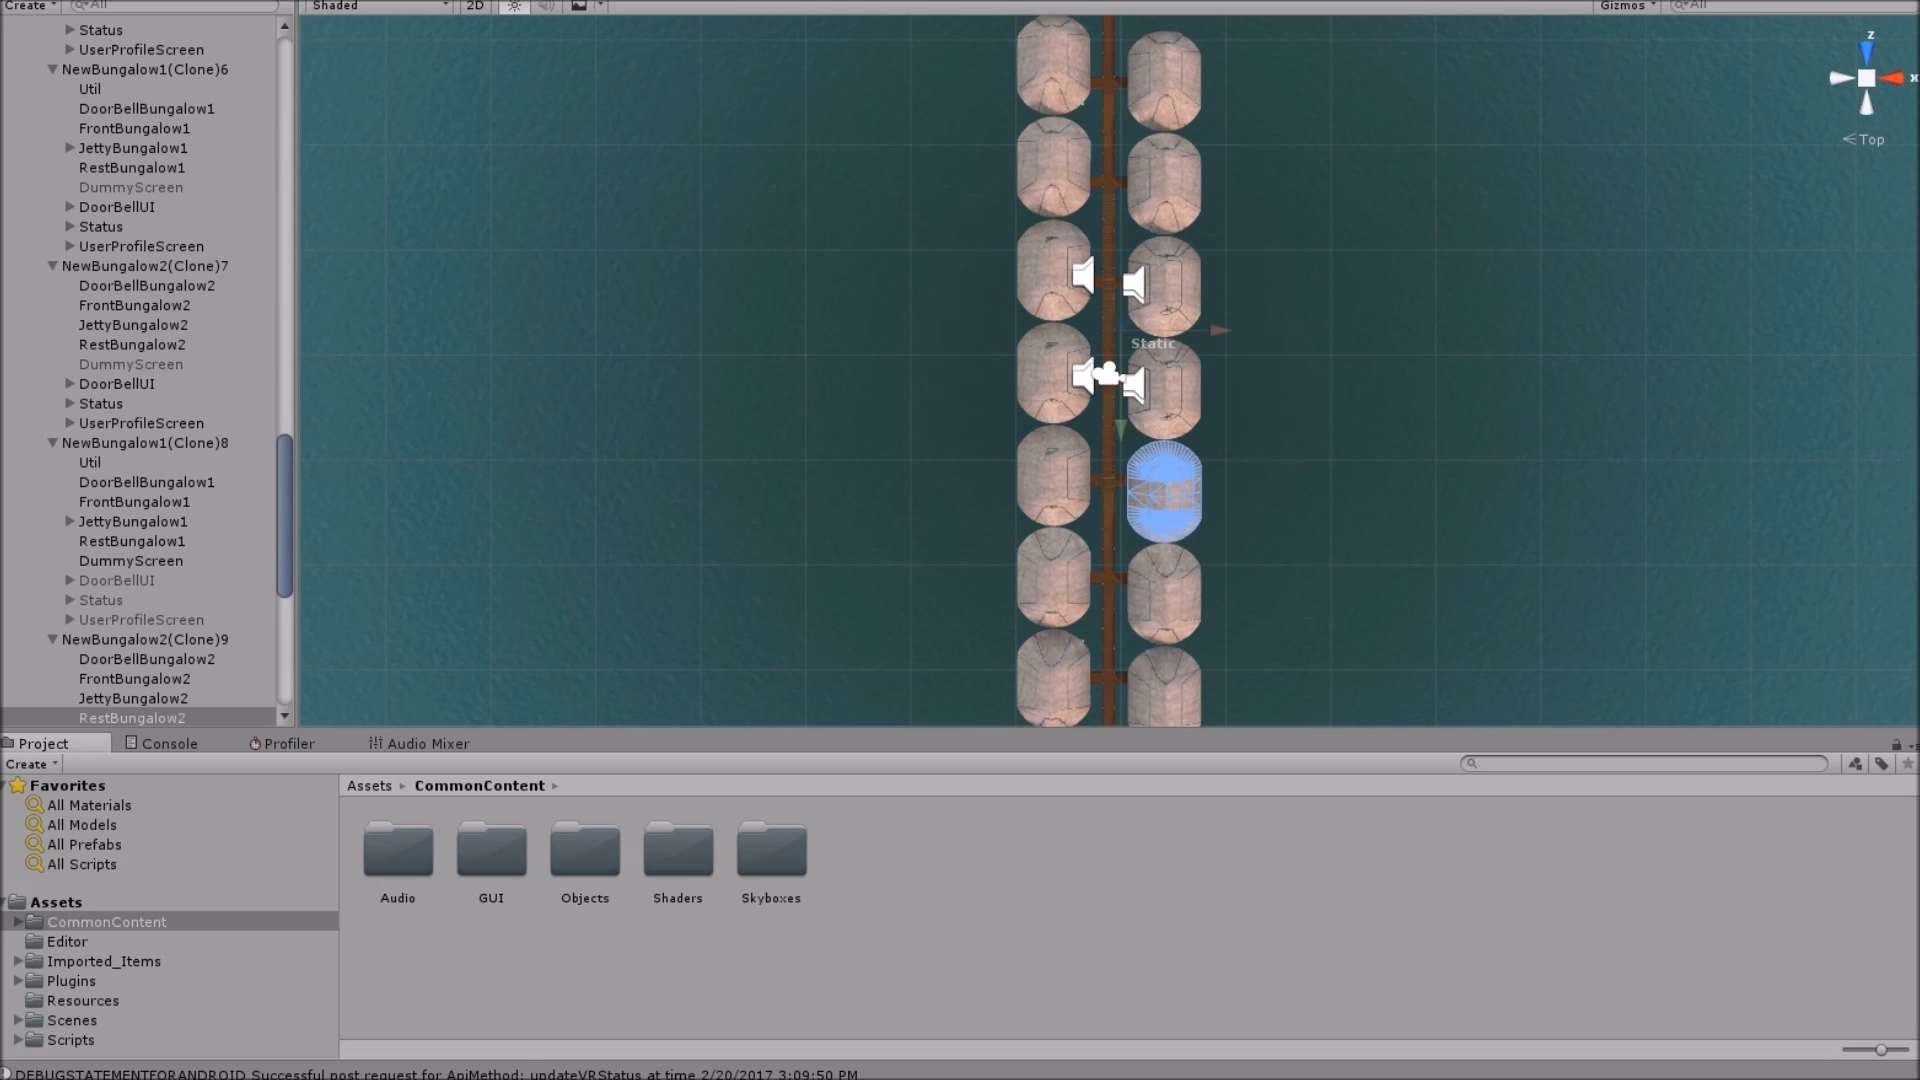 Create
All
Shaded
2D
Gizmos
All
Status
UserProfileScreen
NewBungalow1(Clone)6
Util
DoorBellBungalow1
FrontBungalow1
JettyBungalow1
RestBungalow1
DummyScreen
DoorBellUI
Status
UserProfileScreen
NewBungalow2(Clone)7
DoorBellBungalow2
FrontBungalow2
JettyBungalow2
RestBungalow2
DummyScreen
DoorBellUI
Status
UserProfileScreen
NewBungalow1(Clone)8
Util
DoorBellBungalow1
FrontBungalow1
JettyBungalow1
RestBungalow1
DummyScreen
DoorBellUI
Status
UserProfileScreen
NewBungalow2(Clone)9
DoorBellBungalow2
FrontBungalow2
JettyBungalow2
RestBungalow2
Static
z
x
Top
Project
Console
Profiler
Audio Mixer
Create
Favorites
All Materials
All Models
All Prefabs
All Scripts
Assets
CommonContent
Editor
Imported_Items
Plugins
Resources
Scenes
Scripts
Assets CommonContent
Audio
GUI
Objects
Shaders
Skyboxes
DEBUGSTATEMENTFORANDROID Successful post request for ApiMethod: updateVRStatus at time 2/20/2017 3:09:50 PM